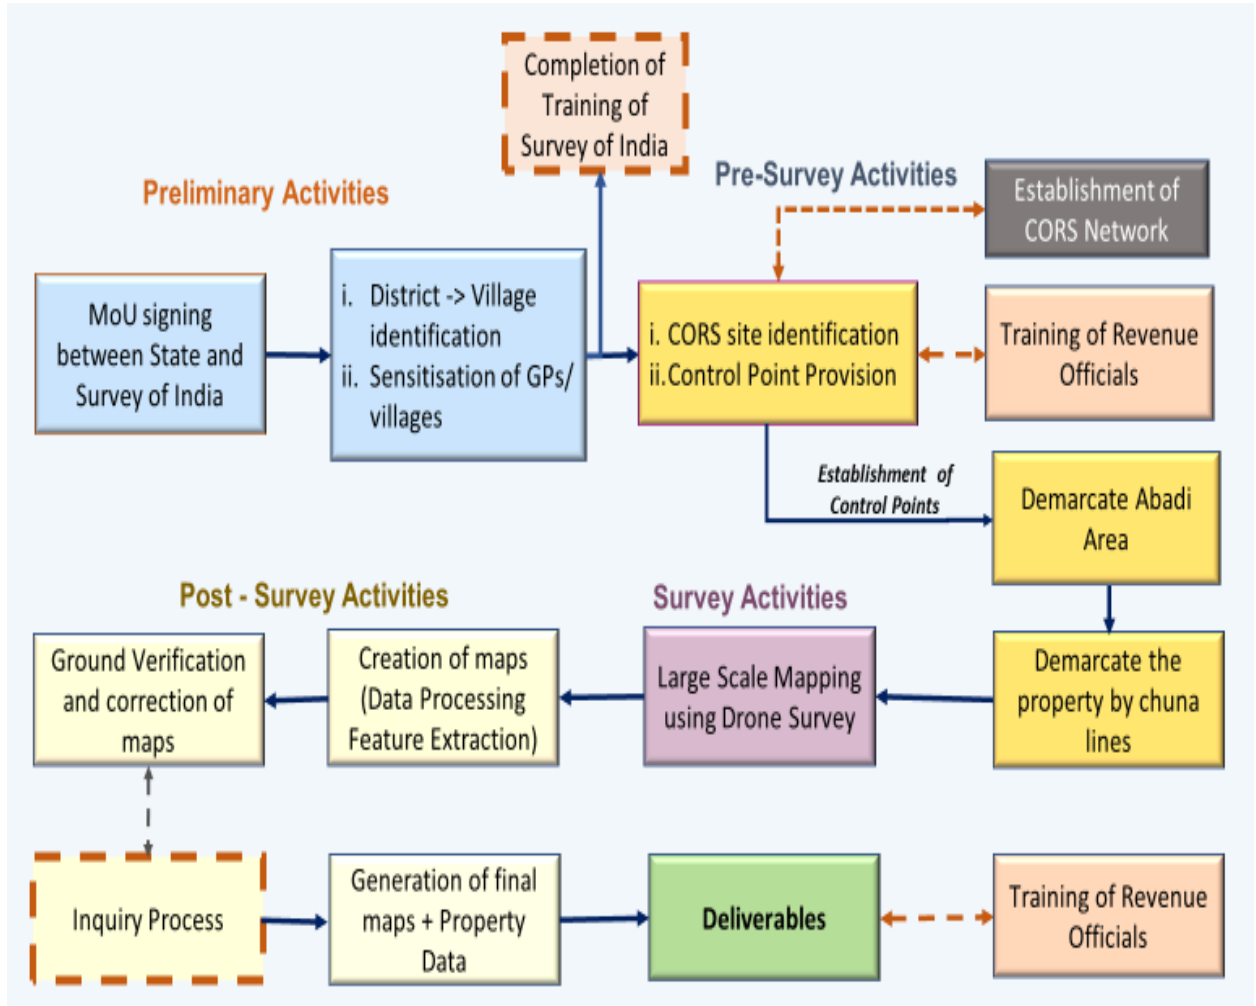 Completion of
Training of
Survey of India
Preliminary Activities
Pre-Survey Activities
Establishment of
CORS Network
MoU signing
between State and
Survey of India
i. District -> Village
identification
ii. Sensitisation of GPs/
villages
i. CORS site identification
ii.Control Point Provision
Training of Revenue
Officials
Establishment of
Control Points
Demarcate Abadi
Area
Post - Survey Activities
Survey Activities
Ground Verification
and correction of
maps
Creation of maps
(Data Processing
Feature Extraction)
Large Scale Mapping
using Drone Survey
Demarcate the
property by chuna
lines
Inquiry Process
Generation of final
maps + Property
Data
Deliverables
Training of Revenue
Officials